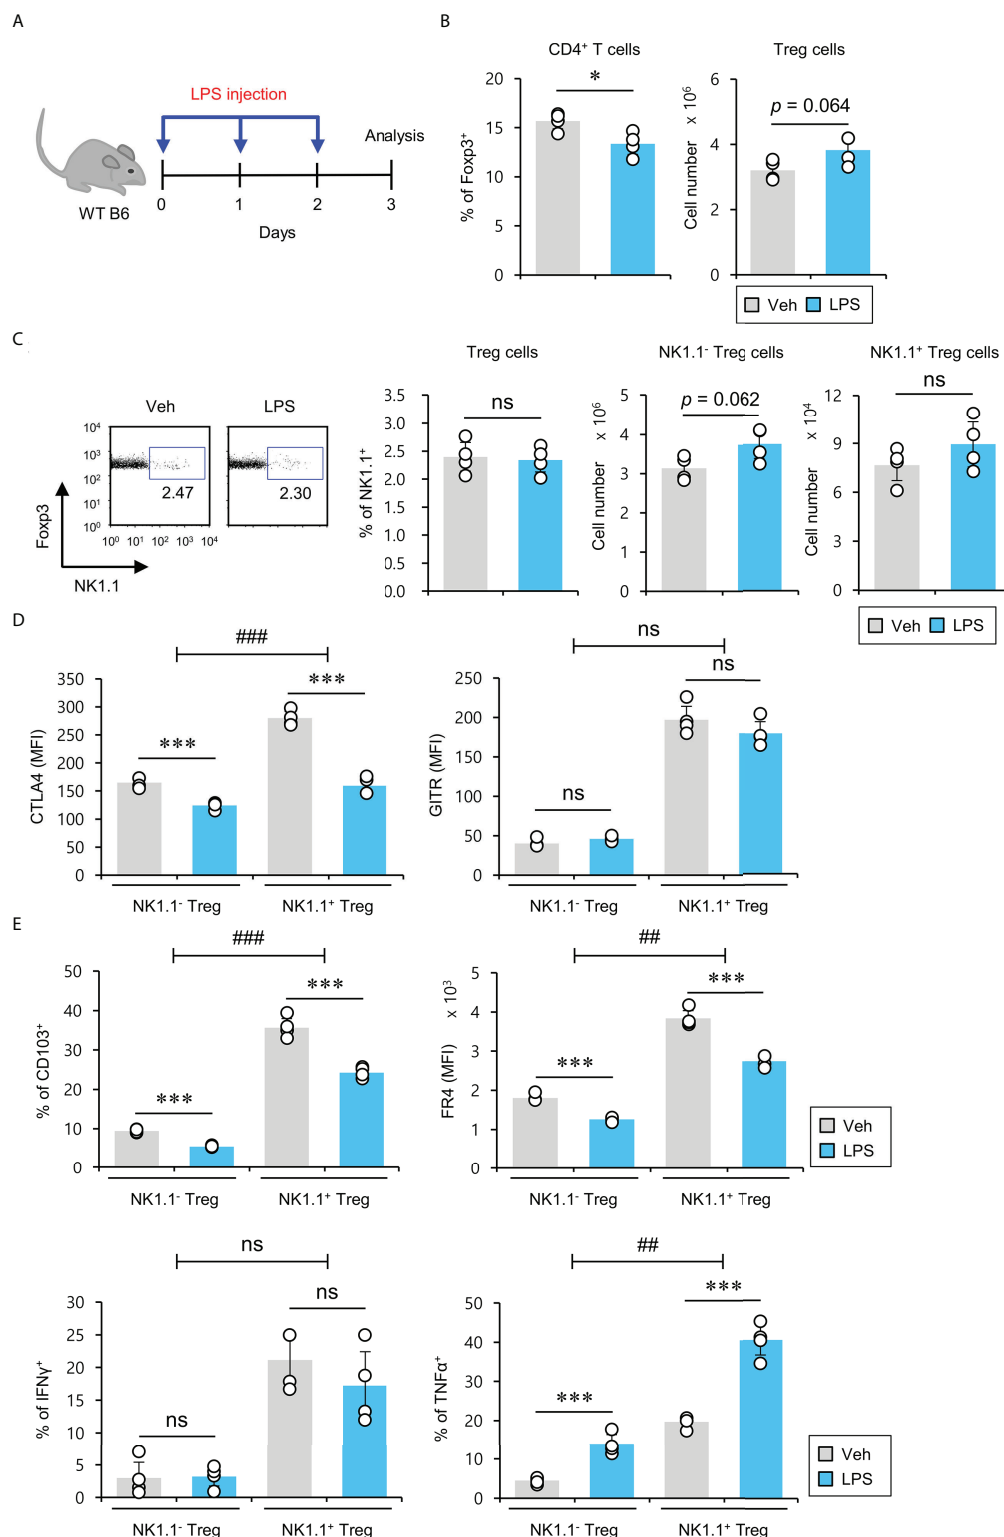 A
LPS injection
Analysis
WT B6
0
1
2
3
Days
B
CD4⁺ T cells
% of Foxp3⁺
20
15
10
5
0
*
Treg cells
Cell number x 10⁶
6
4
2
0
p = 0.064
Veh
LPS
C
Veh
LPS
10⁴
10³
10²
10¹
10⁰
2.47
2.30
10⁰ 10¹ 10² 10³ 10⁴
Foxp3
NK1.1
Treg cells
% of NK1.1⁺
3.5
3.0
2.5
2.0
1.5
1.0
0.5
0.0
ns
NK1.1⁻ Treg cells
Cell number x 10⁶
5
4
3
2
1
0
p = 0.062
NK1.1⁺ Treg cells
Cell number x 10⁴
12
9
6
3
0
ns
Veh
LPS
D
###
CTLA4 (MFI)
350
300
250
200
150
100
50
0
***
***
NK1.1⁻ Treg
NK1.1⁺ Treg
ns
GITR (MFI)
250
200
150
100
50
0
ns
ns
NK1.1⁻ Treg
NK1.1⁺ Treg
E
###
% of CD103⁺
50
40
30
20
10
0
***
***
NK1.1⁻ Treg
NK1.1⁺ Treg
##
FR4 (MFI) x 10³
5
4
3
2
1
0
***
***
NK1.1⁻ Treg
NK1.1⁺ Treg
Veh
LPS
ns
% of IFNγ⁺
30
25
20
15
10
5
0
ns
ns
NK1.1⁻ Treg
NK1.1⁺ Treg
##
% of TNFα⁺
50
40
30
20
10
0
***
***
NK1.1⁻ Treg
NK1.1⁺ Treg
Veh
LPS